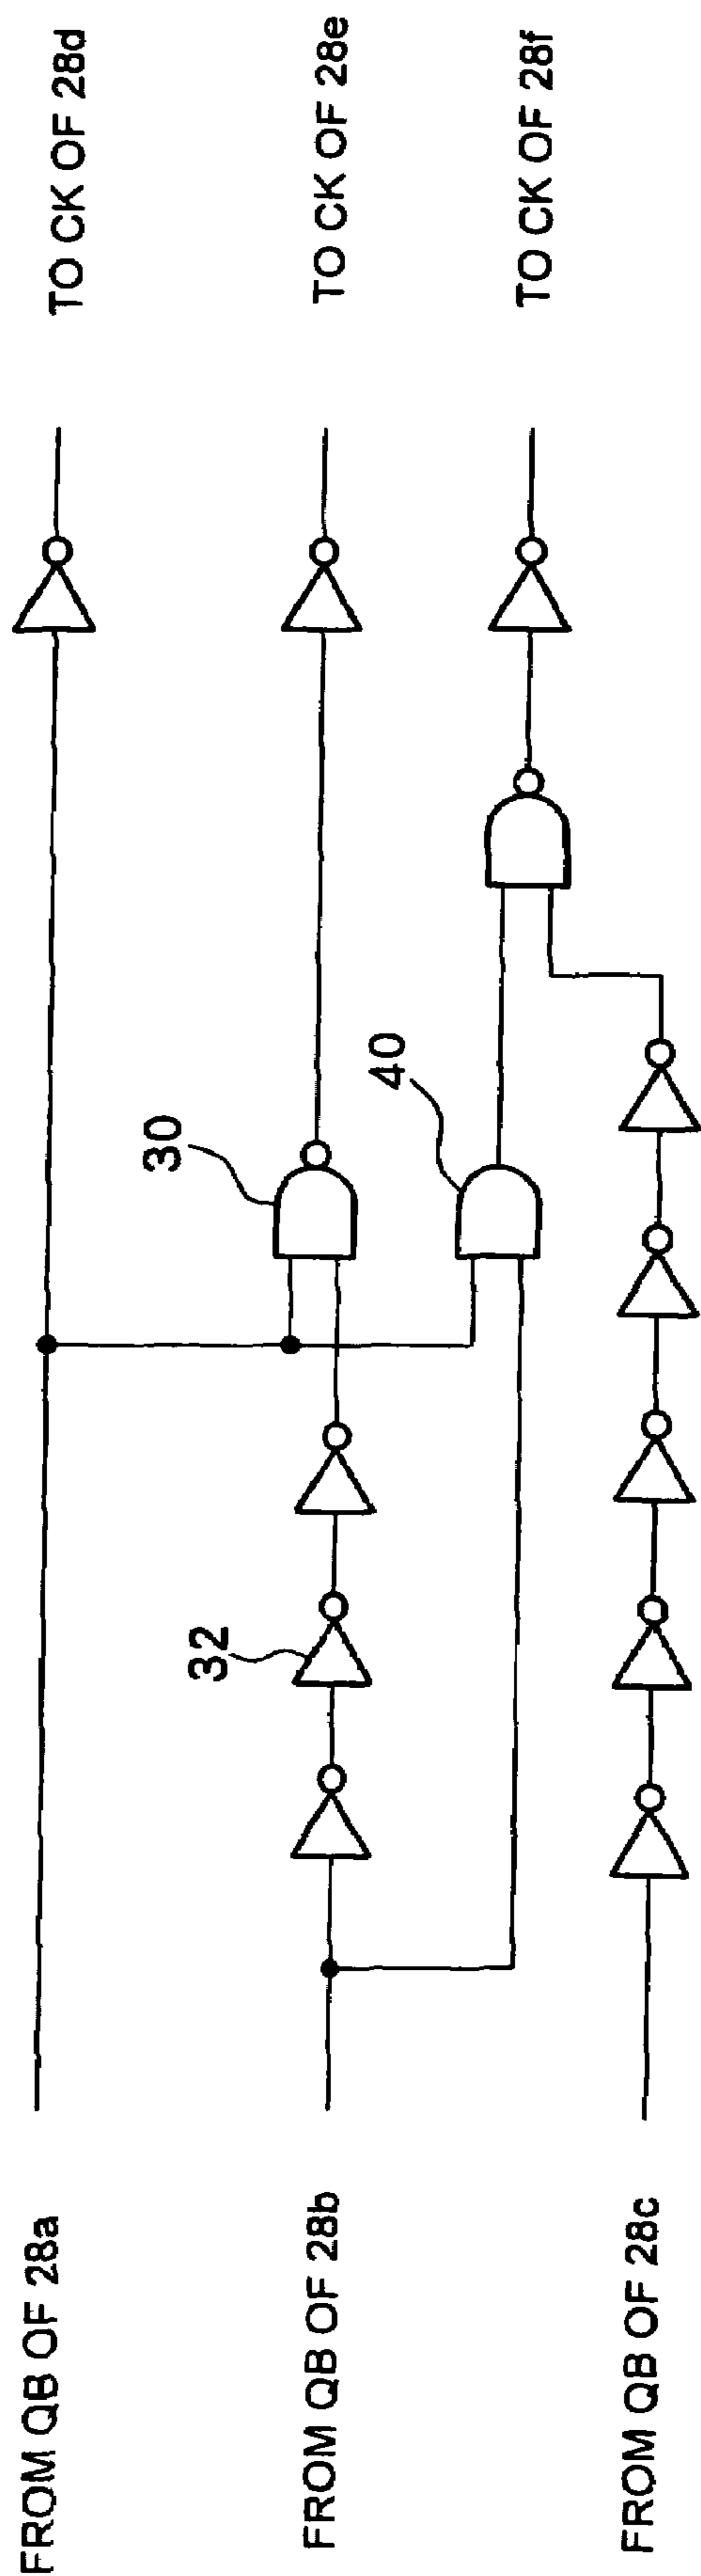 FROM QB OF 28a
TO CK OF 28d
30
32
FROM QB OF 28b
TO CK OF 28e
40
TO CK OF 28f
FROM QB OF 28c